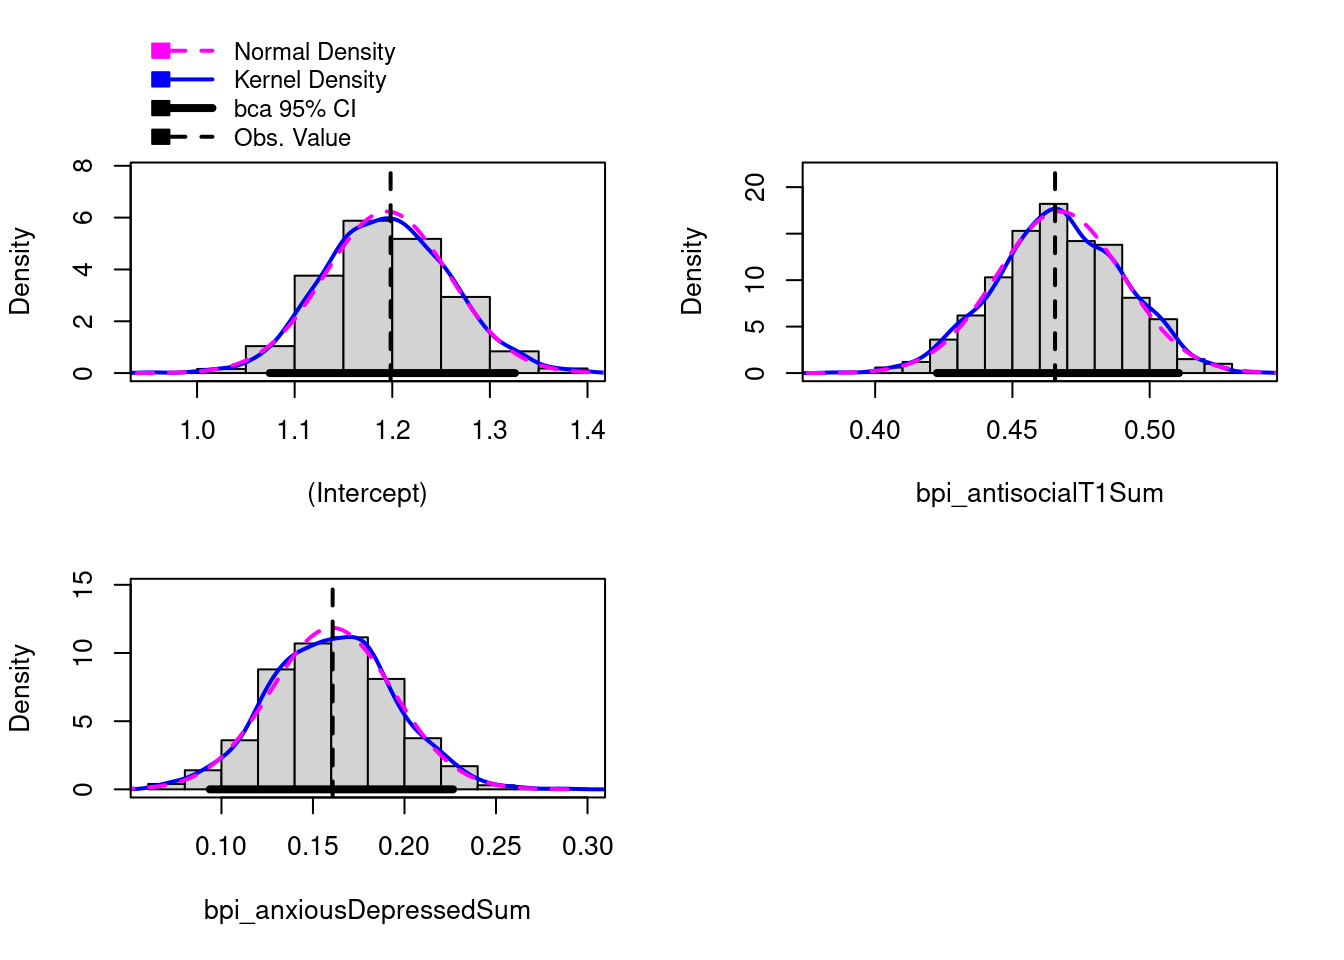 Normal Density
Kernel Density
bca 95% CI
Obs. Value
Density
8
6
4
2
0
1.0 1.1 1.2 1.3 1.4
(Intercept)
Density
20
10
5
0
0.40 0.45 0.50
bpi_antisocialT1Sum
Density
15
10
5
0
0.10 0.15 0.20 0.25 0.30
bpi_anxiousDepressedSum